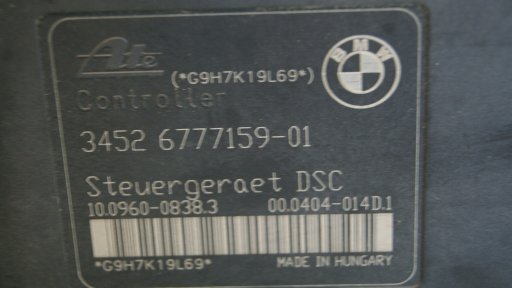 Ate
(*G9H7K19L69*)
BMW
Controller
3452 6777159-01
Steuergeraet DSC
10.0960-0838.3 00.0404-014D.1
*G9H7K19L69*
MADE IN HUNGARY